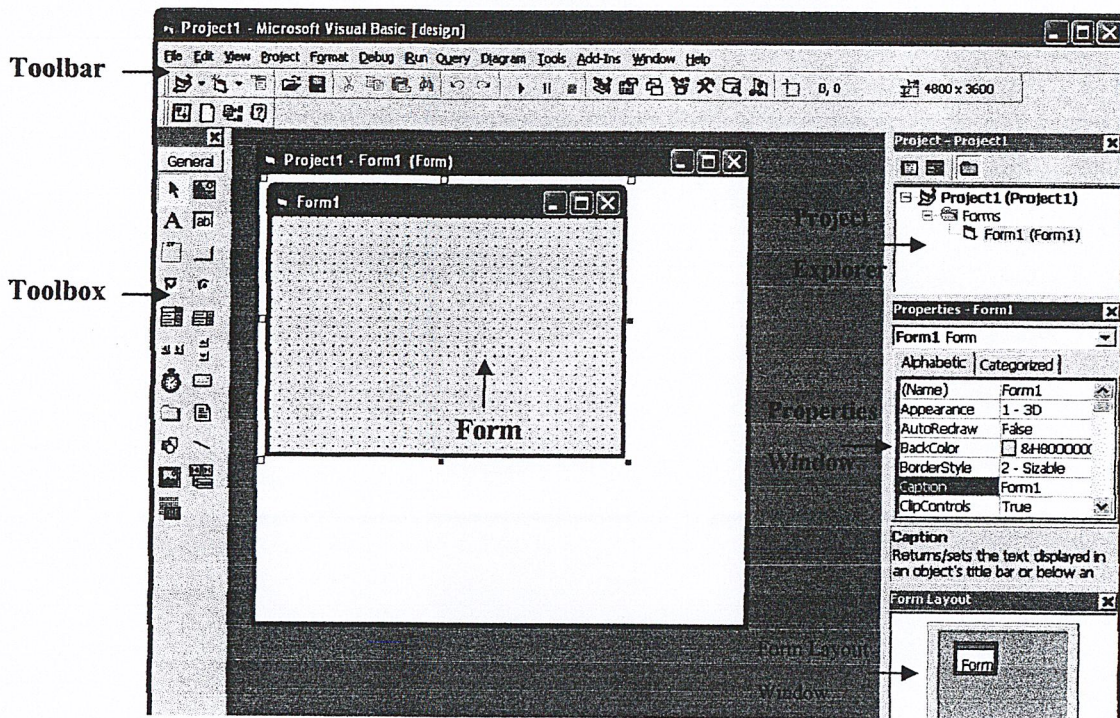 Project1 - Microsoft Visual Basic [design]
File Edit View Project Format Debug Run Query Diagram Tools Add-Ins Window Help
Toolbar
0, 0
4800 x 3600
General
Project1 - Form1 (Form)
Form1
A
ab
Toolbox
Form
Project - Project1
Project1 (Project1)
Forms
Form1 (Form1)
Project
Explorer
Properties - Form1
Form1 Form
Alphabetic Categorized
(Name) Form1
Appearance 1 - 3D
AutoRedraw False
BackColor &H8000000
BorderStyle 2 - Sizable
Caption Form1
ClipControls True
Properties
Window
Caption
Returns/sets the text displayed in
an object's title bar or below an
Form Layout
Form
Form Layout
Window